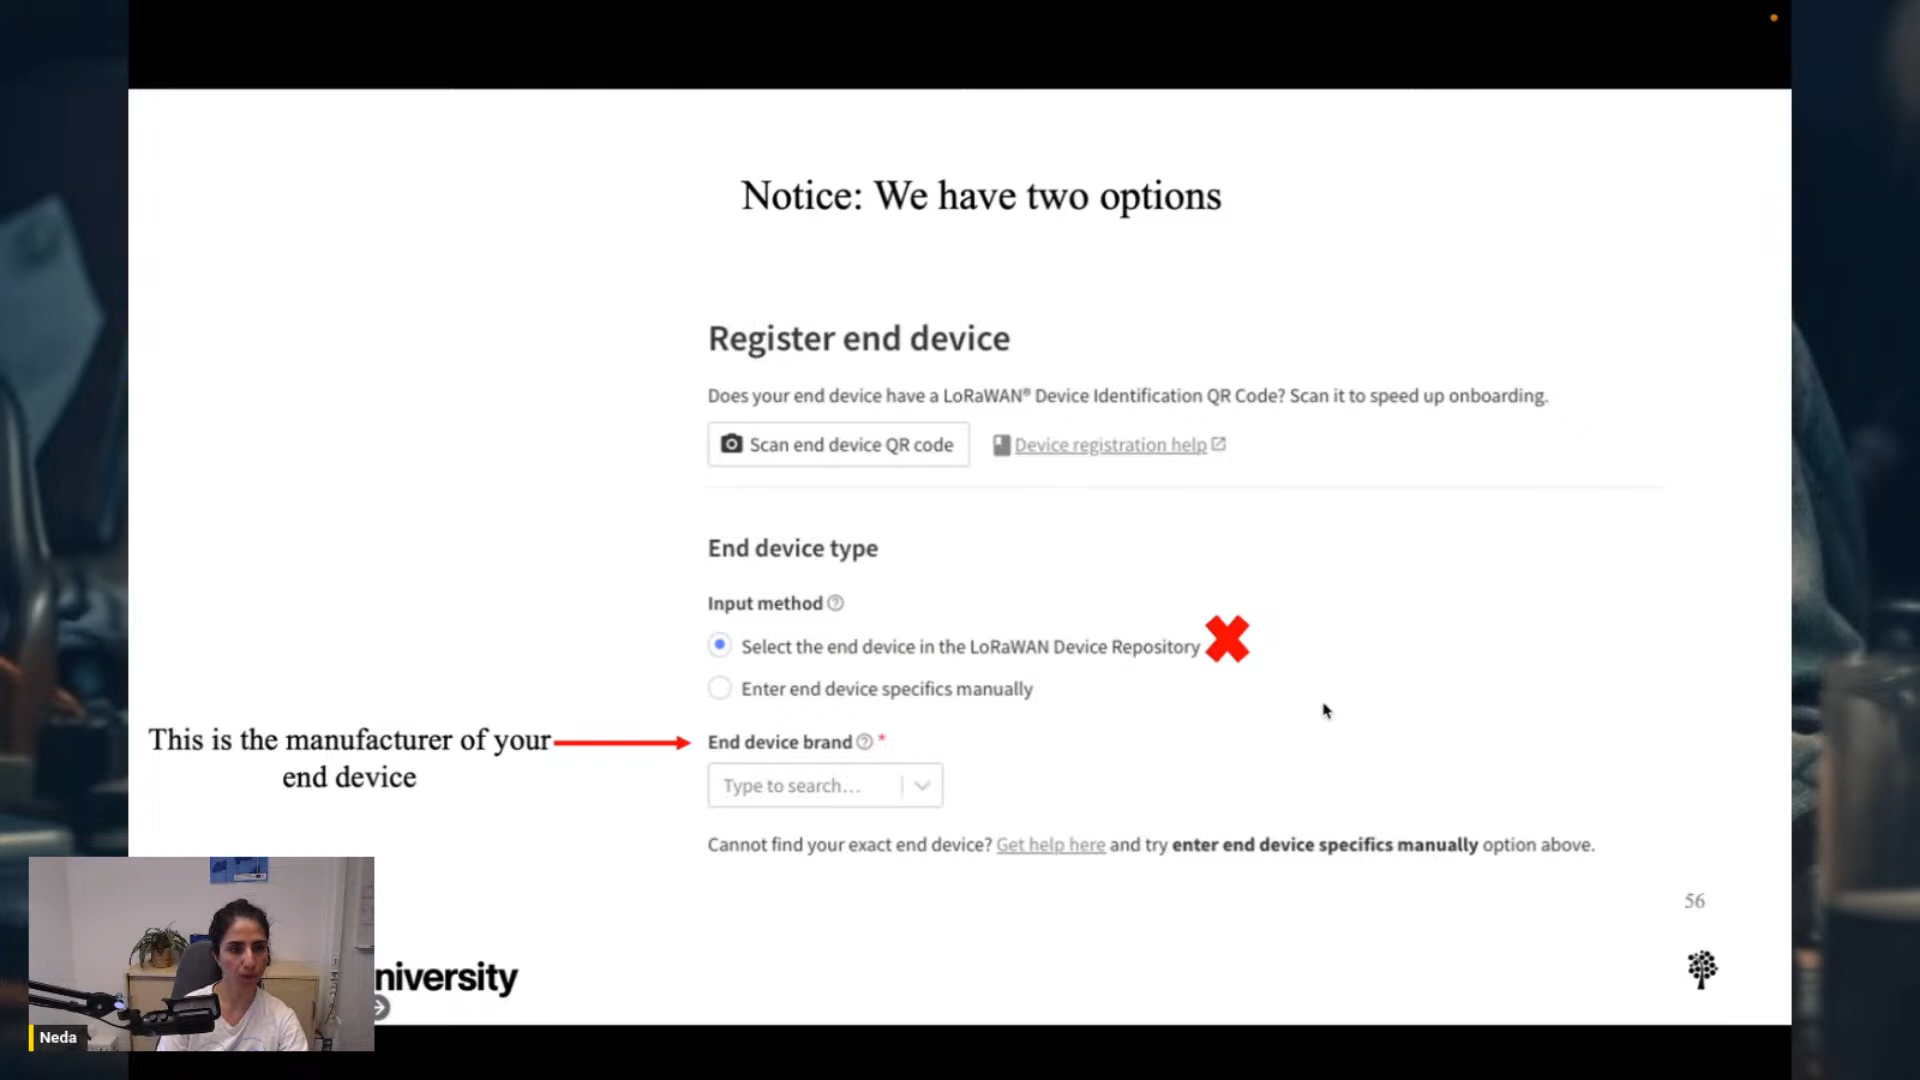 Notice: We have two options
Register end device
Does your end device have a LoRaWAN® Device Identification QR Code? Scan it to speed up onboarding.
Scan end device QR code
Device registration help
End device type
Input method
Select the end device in the LoRaWAN Device Repository
Enter end device specifics manually
This is the manufacturer of your
end device
End device brand *
Type to search...
Cannot find your exact end device? Get help here and try enter end device specifics manually option above.
56
niversity
Neda